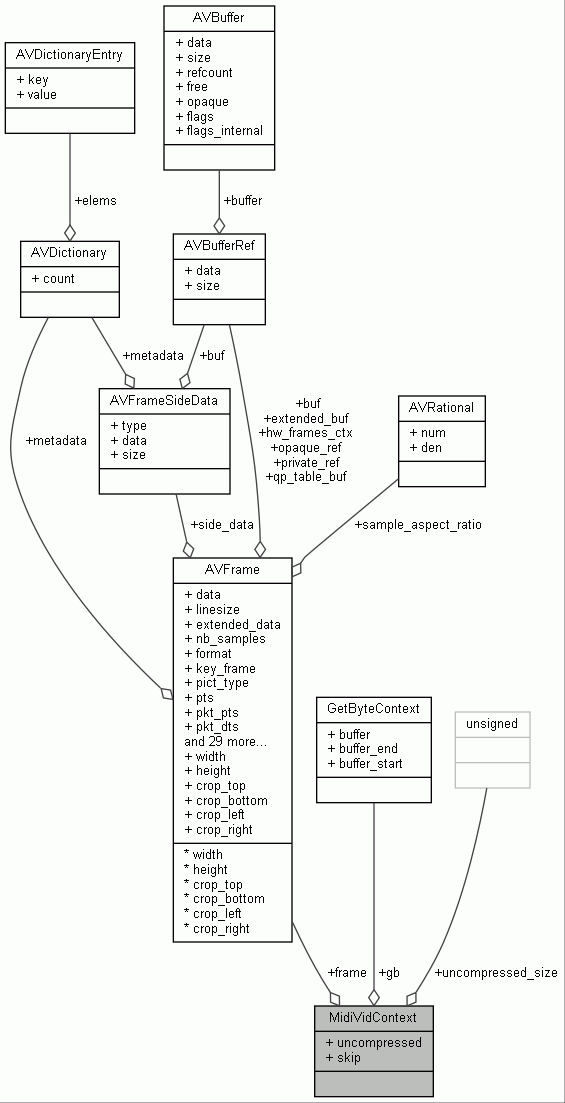 AVBuffer
+ data
+ size
+ refcount
+ free
+ opaque
+ flags
+ flags_internal
AVDictionaryEntry
+ key
+ value
+elems
+buffer
AVDictionary
+ count
AVBufferRef
+ data
+ size
+metadata
+buf
AVFrameSideData
+ type
+ data
+ size
+metadata
+buf
+extended_buf
+hw_frames_ctx
+opaque_ref
+private_ref
+qp_table_buf
AVRational
+ num
+ den
+side_data
+sample_aspect_ratio
AVFrame
+ data
+ linesize
+ extended_data
+ nb_samples
+ format
+ key_frame
+ pict_type
+ pts
+ pkt_pts
+ pkt_dts
and 29 more...
+ width
+ height
+ crop_top
+ crop_bottom
+ crop_left
+ crop_right
* width
* height
* crop_top
* crop_bottom
* crop_left
* crop_right
GetByteContext
+ buffer
+ buffer_end
+ buffer_start
unsigned
+frame
+gb
+uncompressed_size
MidiVidContext
+ uncompressed
+ skip